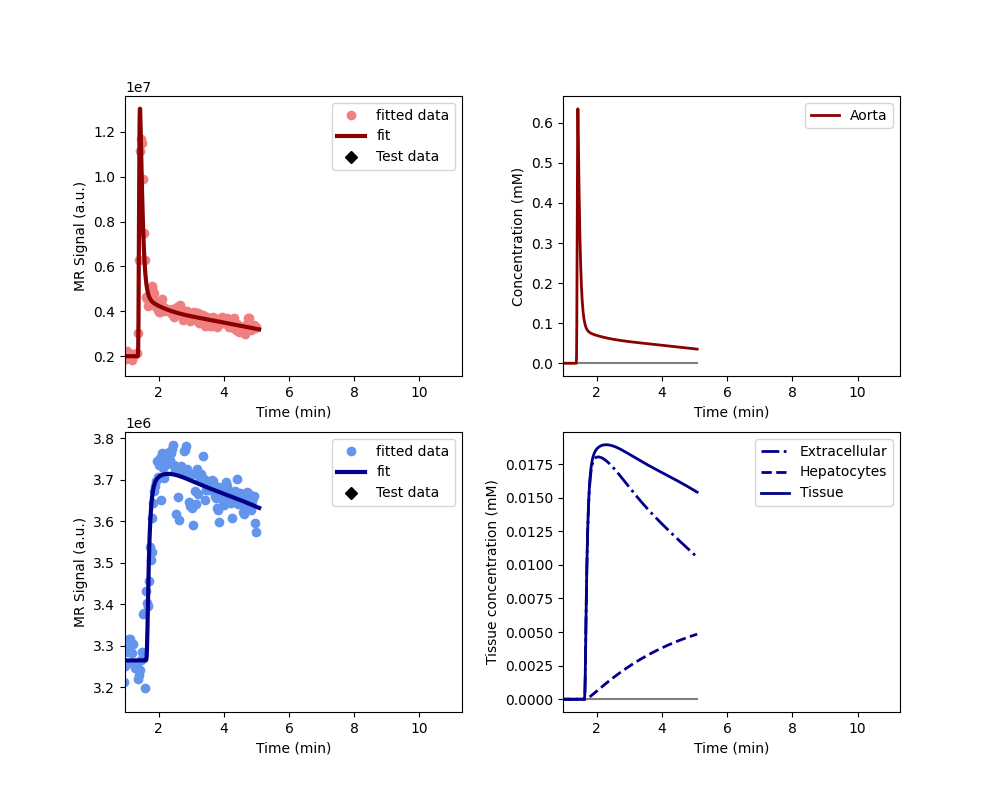 1e7
MR Signal (a.u.)
1.2
1.0
0.8
0.6
0.4
0.2
2 4 6 8 10
Time (min)
fitted data
fit
Test data
Concentration (mM)
0.6
0.5
0.4
0.3
0.2
0.1
0.0
2 4 6 8 10
Time (min)
Aorta
1e6
MR Signal (a.u.)
3.8
3.7
3.6
3.5
3.4
3.3
3.2
2 4 6 8 10
Time (min)
fitted data
fit
Test data
Tissue concentration (mM)
0.0175
0.0150
0.0125
0.0100
0.0075
0.0050
0.0025
0.0000
2 4 6 8 10
Time (min)
Extracellular
Hepatocytes
Tissue